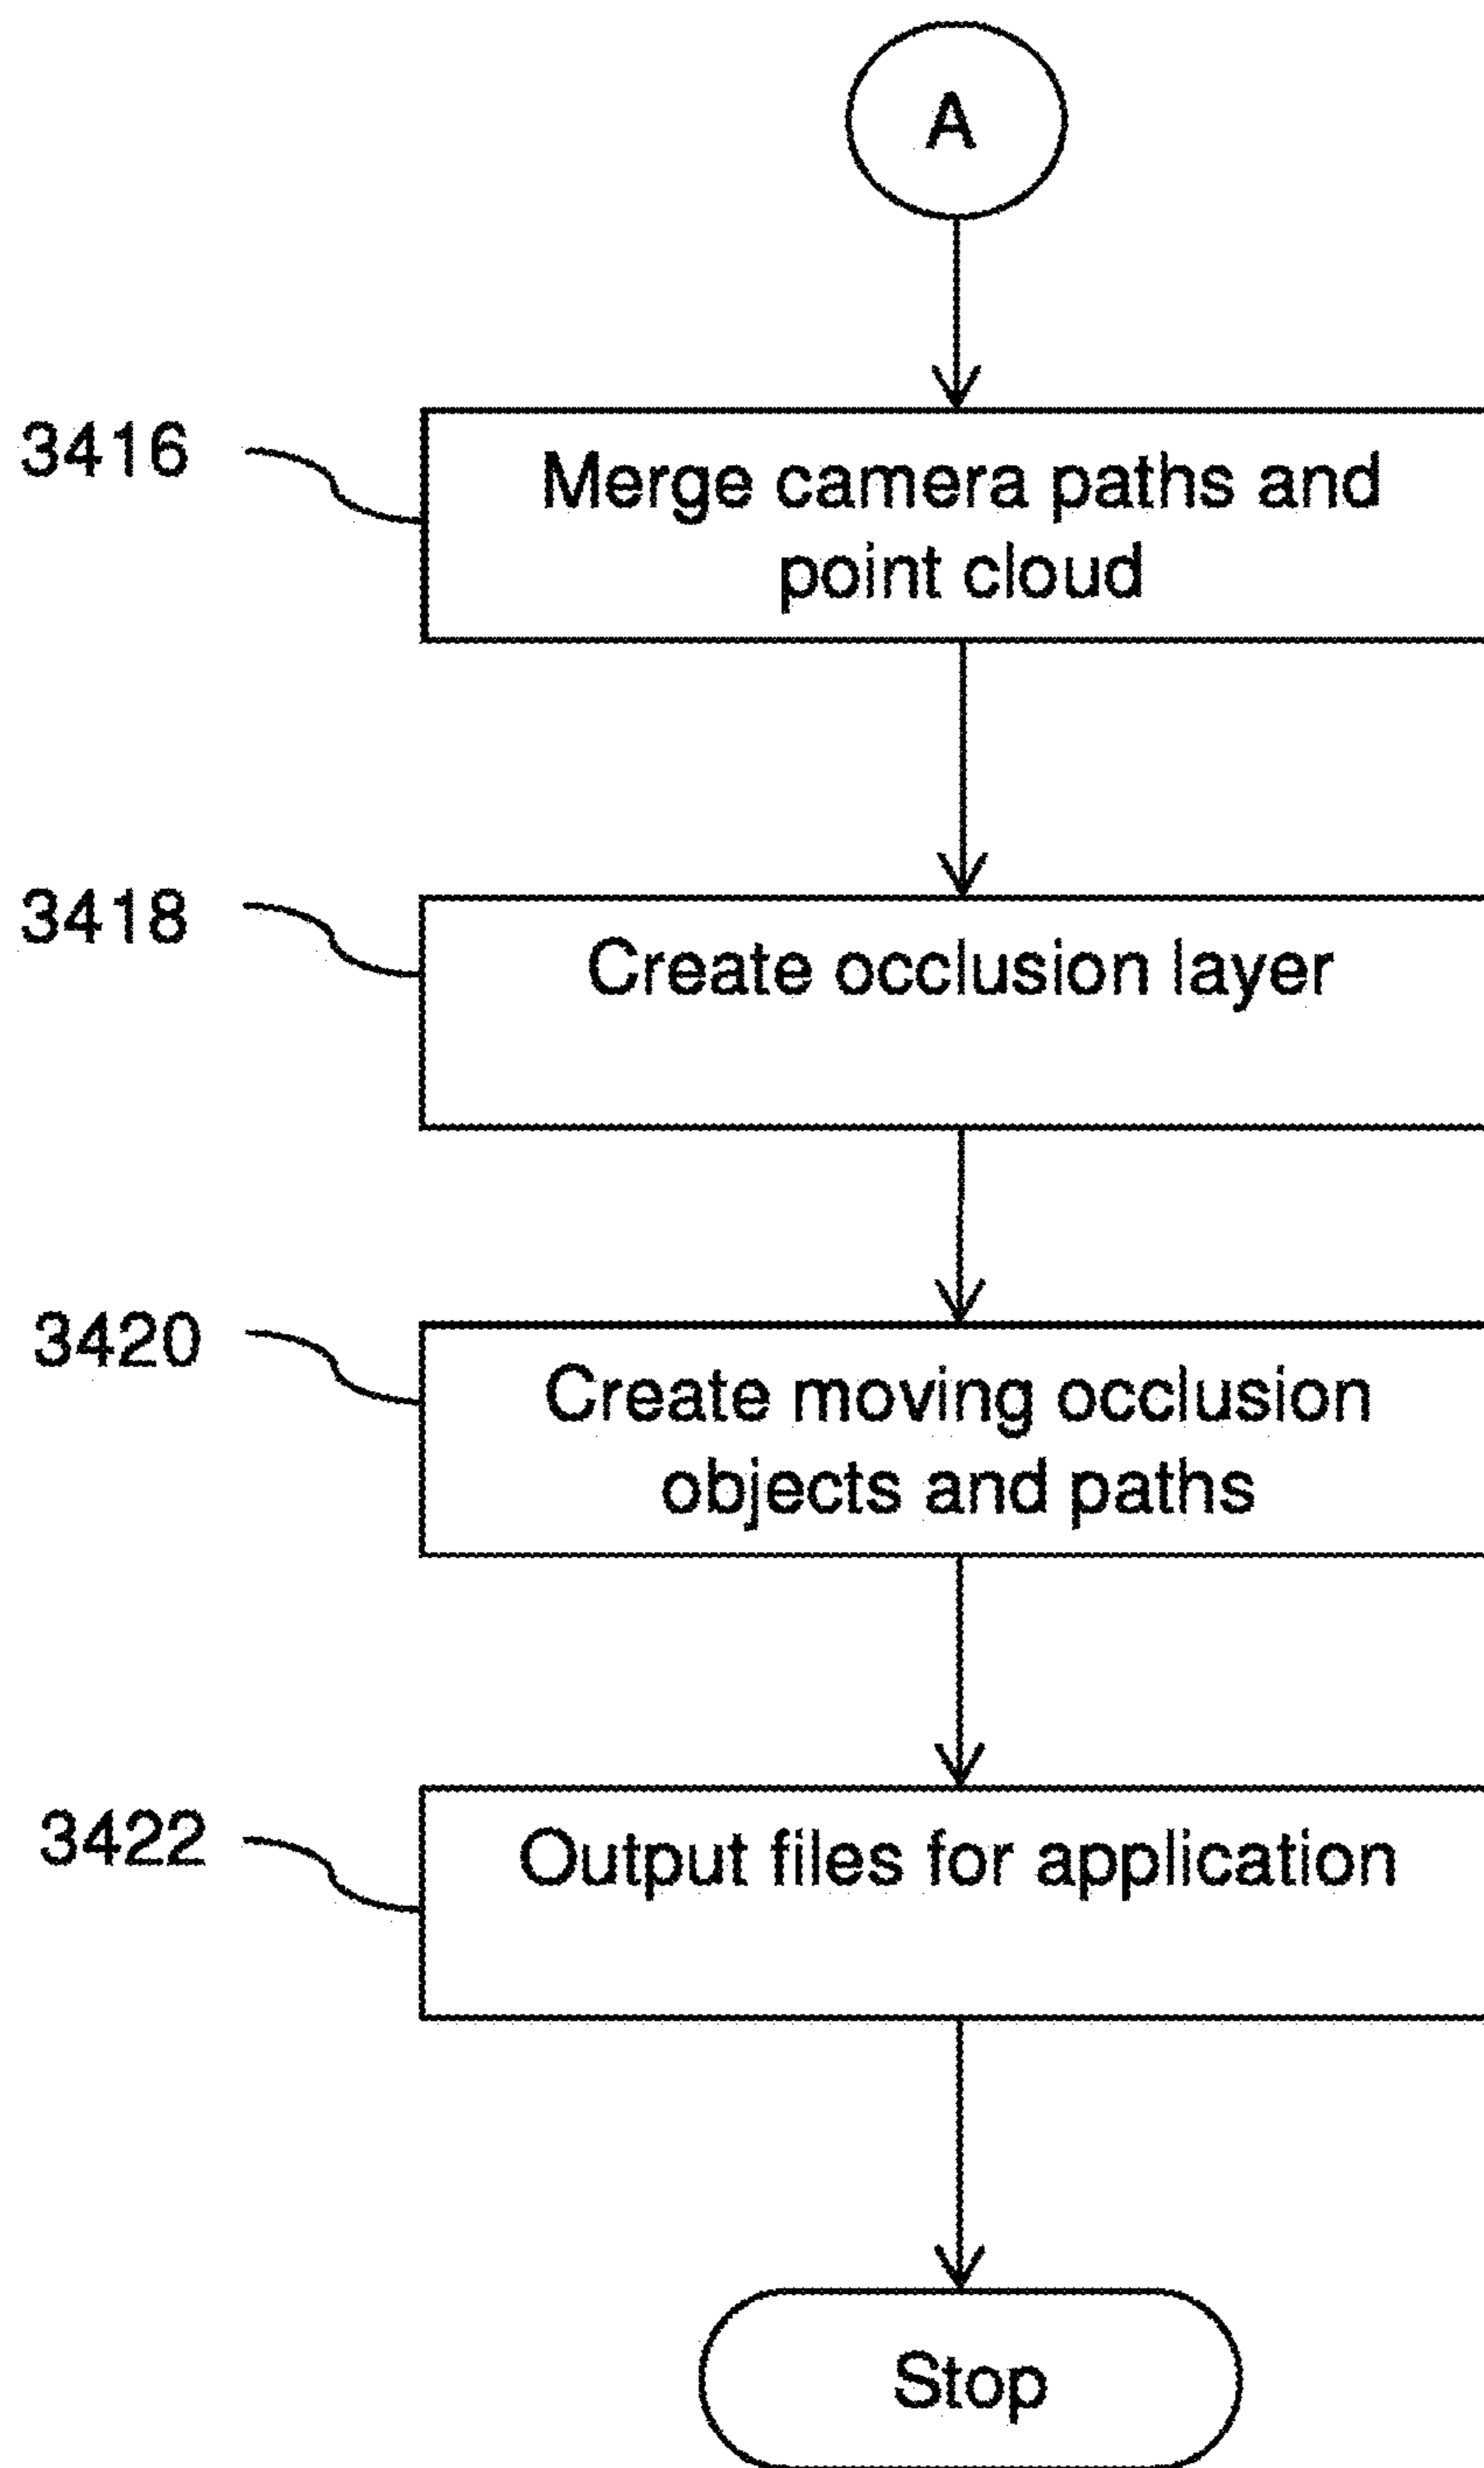 A
3416
Merge camera paths and
point cloud
3418
Create occlusion layer
3420
Create moving occlusion
objects and paths
3422
Output files for application
Stop